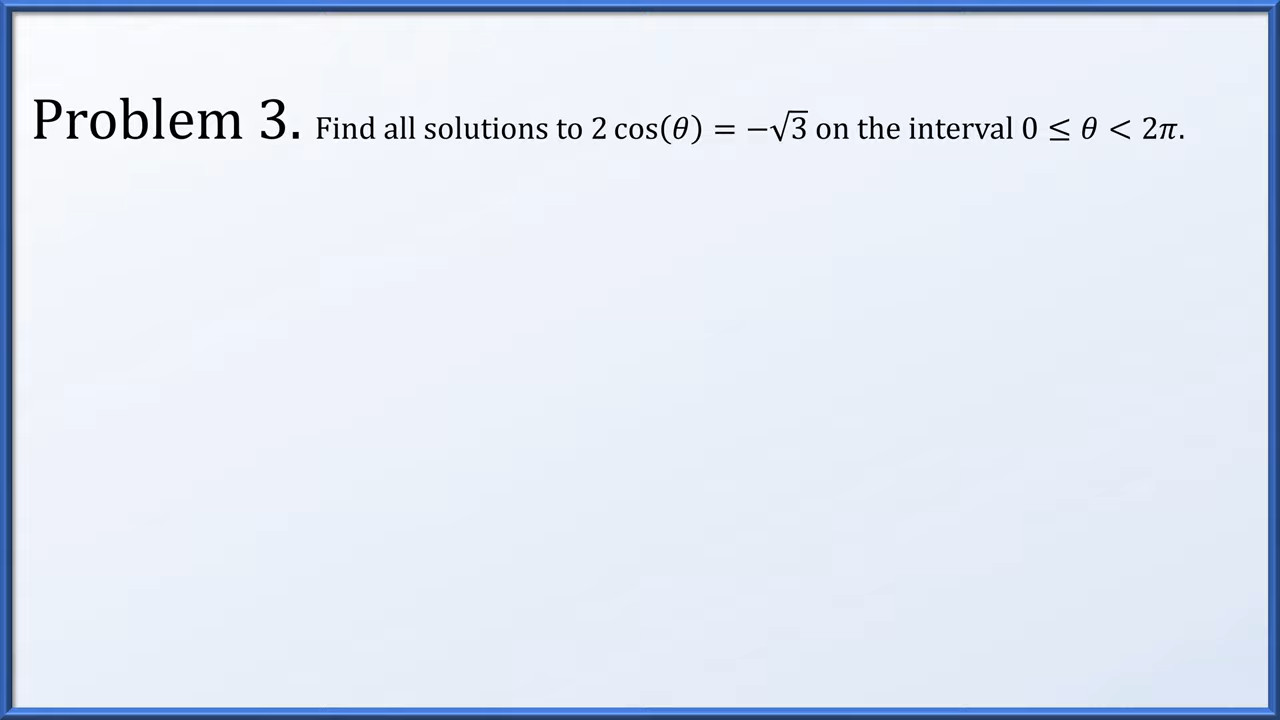 Problem 3. Find all solutions to 2 cos(𝜃) = −√3 on the interval 0 ≤ 𝜃 < 2𝜋.